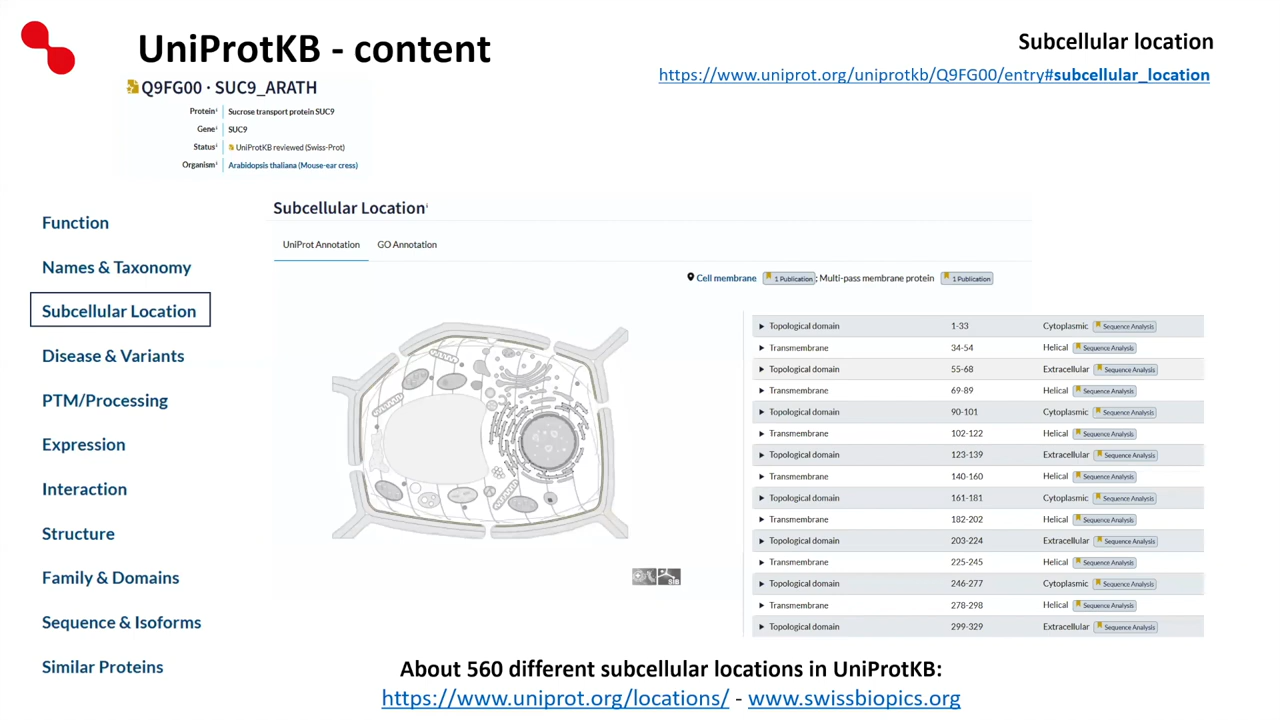 UniProtKB - content
Subcellular location
https://www.uniprot.org/uniprotkb/Q9FG00/entry#subcellular_location
Q9FG00 · SUC9_ARATH
Proteinⁱ Sucrose transport protein SUC9
Geneⁱ SUC9
Statusⁱ UniProtKB reviewed (Swiss-Prot)
Organismⁱ Arabidopsis thaliana (Mouse-ear cress)
Function
Names & Taxonomy
Subcellular Location
Disease & Variants
PTM/Processing
Expression
Interaction
Structure
Family & Domains
Sequence & Isoforms
Similar Proteins
Subcellular Locationⁱ
UniProt Annotation GO Annotation
Cell membrane 1 Publication; Multi-pass membrane protein 1 Publication
Topological domain 1-33 Cytoplasmic Sequence Analysis
Transmembrane 34-54 Helical Sequence Analysis
Topological domain 55-68 Extracellular Sequence Analysis
Transmembrane 69-89 Helical Sequence Analysis
Topological domain 90-101 Cytoplasmic Sequence Analysis
Transmembrane 102-122 Helical Sequence Analysis
Topological domain 123-139 Extracellular Sequence Analysis
Transmembrane 140-160 Helical Sequence Analysis
Topological domain 161-181 Cytoplasmic Sequence Analysis
Transmembrane 182-202 Helical Sequence Analysis
Topological domain 203-224 Extracellular Sequence Analysis
Transmembrane 225-245 Helical Sequence Analysis
Topological domain 246-277 Cytoplasmic Sequence Analysis
Transmembrane 278-298 Helical Sequence Analysis
Topological domain 299-329 Extracellular Sequence Analysis
SIB
About 560 different subcellular locations in UniProtKB:
https://www.uniprot.org/locations/ - www.swissbiopics.org